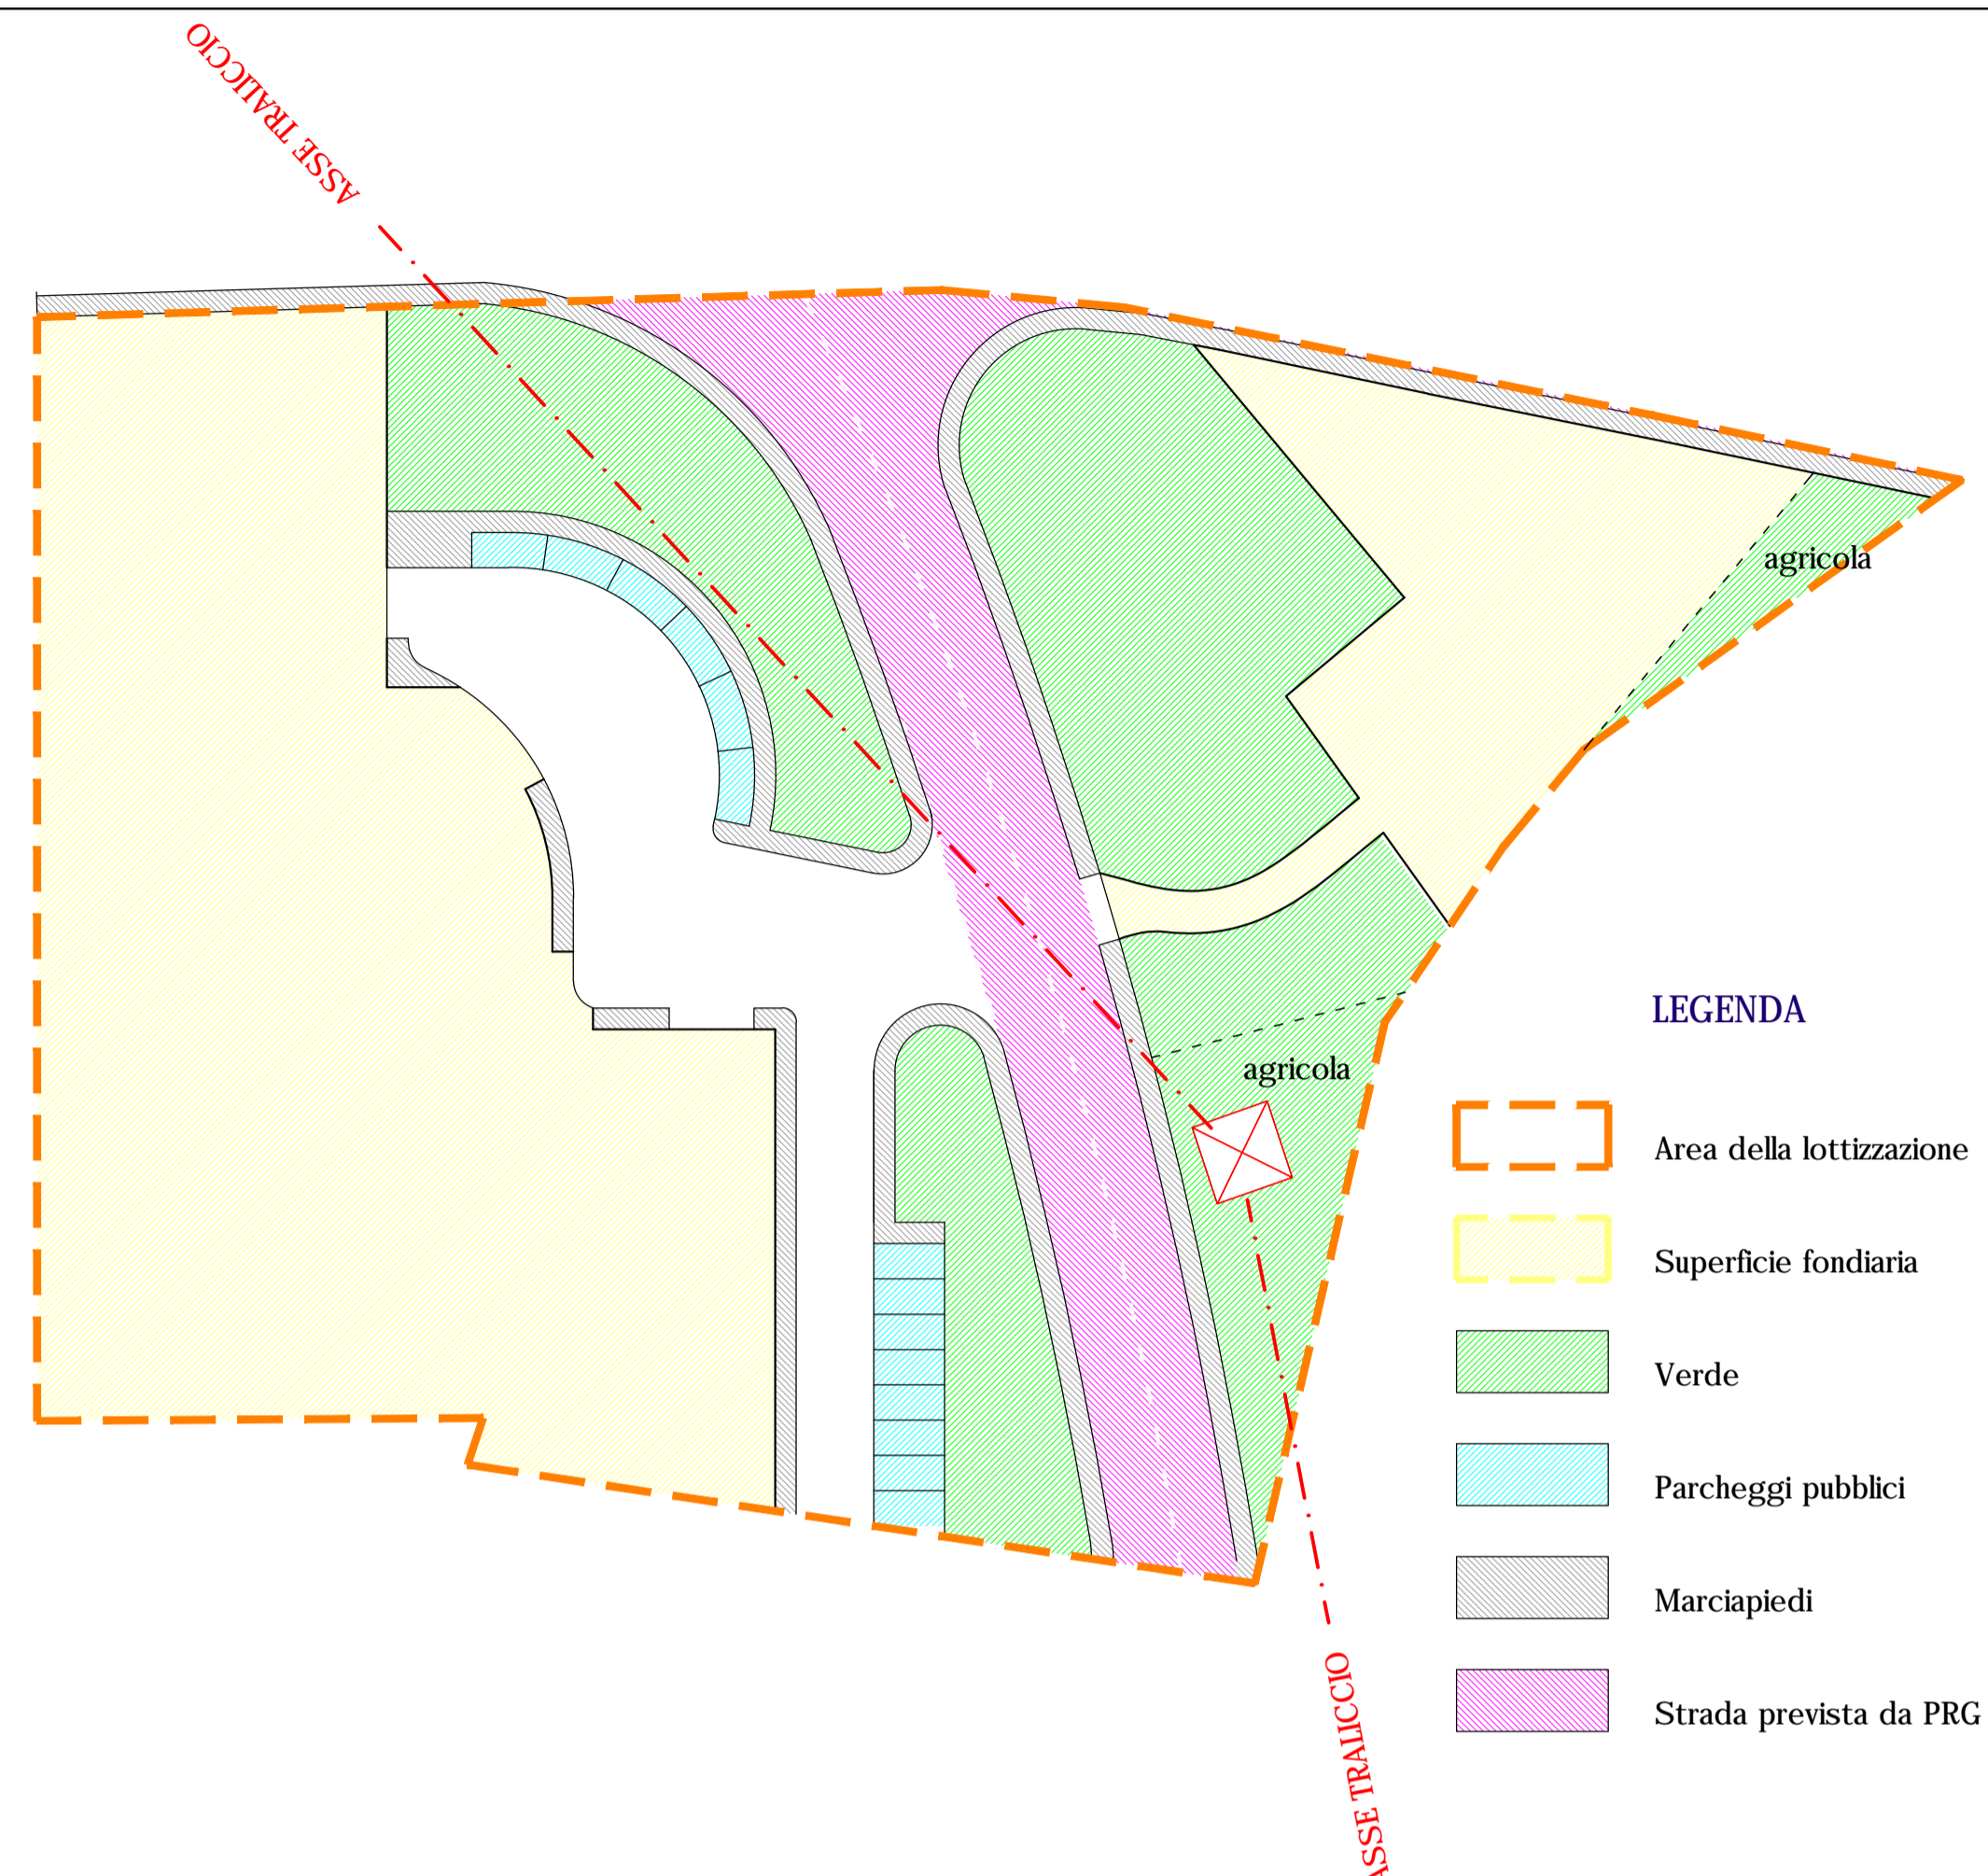 ASSE TRALICCIO
agricola
agricola
LEGENDA
Area della lottizzazione
Superficie fondiaria
Verde
Parcheggi pubblici
Marciapiedi
Strada prevista da PRG
ASSE TRALICCIO